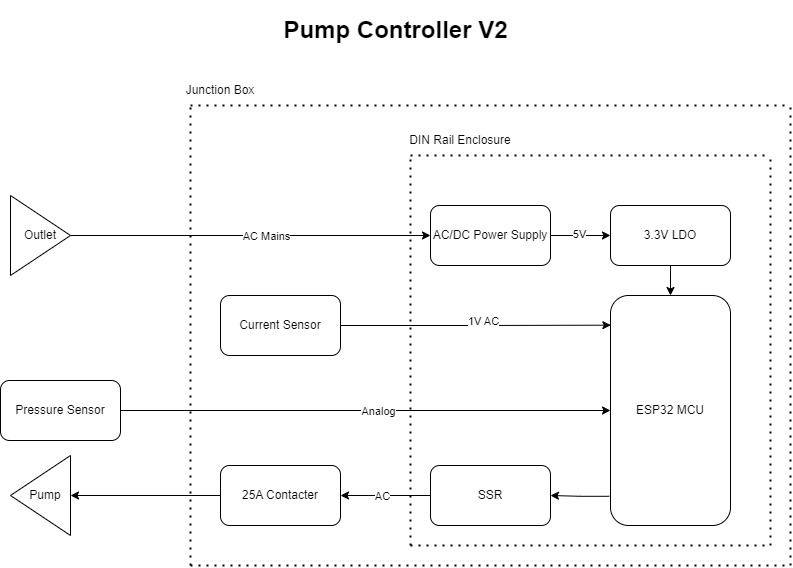 Pump Controller V2
Junction Box
DIN Rail Enclosure
Outlet
AC Mains
AC/DC Power Supply
5V
3.3V LDO
Current Sensor
1V AC
Pressure Sensor
Analog
ESP32 MCU
Pump
25A Contacter
AC
SSR